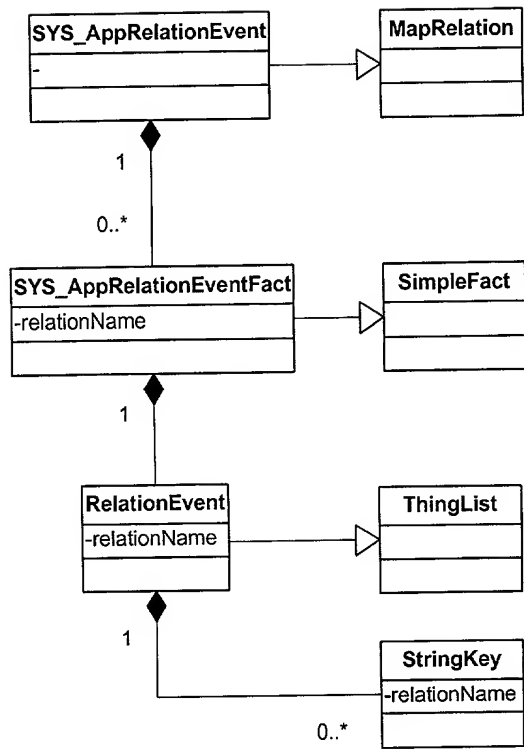 SYS_AppRelationEvent
-
MapRelation
1
0..*
SYS_AppRelationEventFact
-relationName
SimpleFact
1
RelationEvent
-relationName
ThingList
1
StringKey
-relationName
0..*